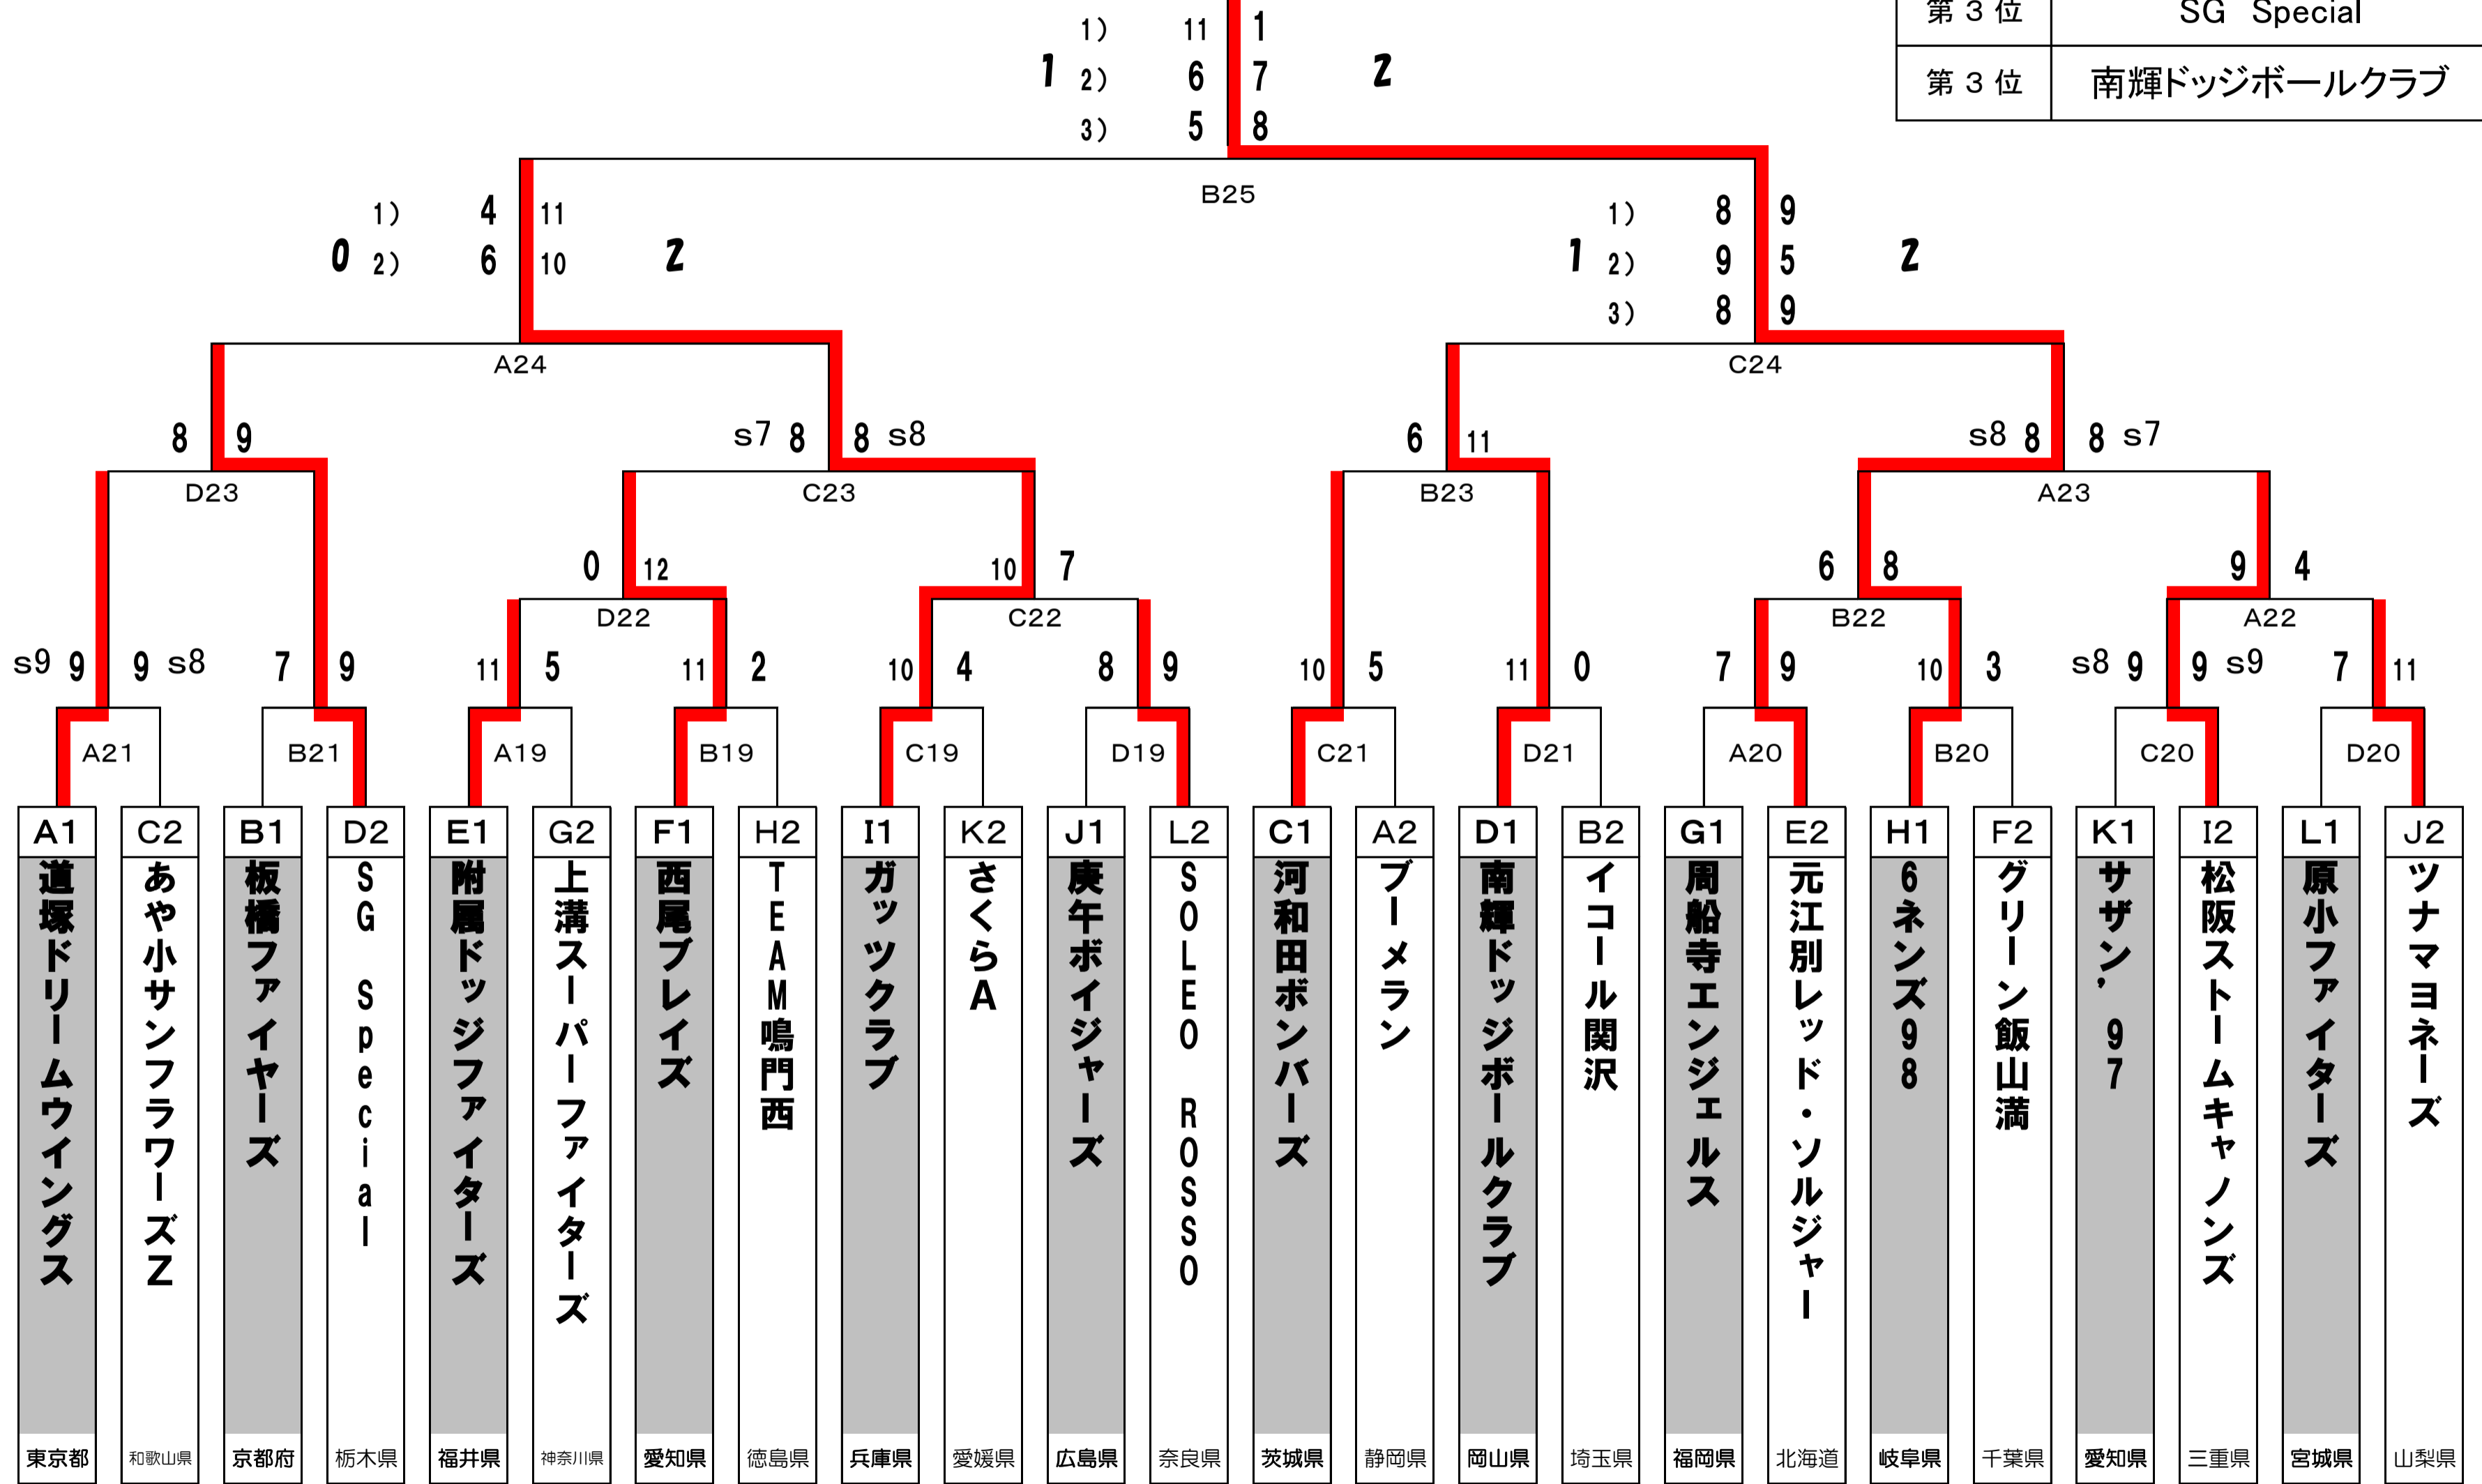 第３位 SG Special
第３位 南輝ドッジボールクラブ
1） 11 1
1 2） 6 7 2
3） 5 8
B25
1） 4 11
0 2） 6 10 2
1） 8 9
1 2） 9 5 2
3） 8 9
A24 C24
8 9 s7 8 8 s8 6 11 s8 8 8 s7
D23 C23 B23 A23
0 12 10 7 6 8 9 4
D22 C22 B22 A22
s9 9 9 s8 7 9 11 5 11 2 10 4 8 9 10 5 11 0 7 9 10 3 s8 9 9 s9 7 11
A21 B21 A19 B19 C19 D19 C21 D21 A20 B20 C20 D20
A1 C2 B1 D2 E1 G2 F1 H2 I1 K2 J1 L2 C1 A2 D1 B2 G1 E2 H1 F2 K1 I2 L1 J2
道塚ドリームウイングス
あや小サンフラワーズZ
板橋ファイヤーズ
SG Special
附属ドッジファイターズ
上溝スーパーファイターズ
西尾ブレイズ
TEAM鳴門西
ガッツクラブ
さくらA
庚午ボイジャーズ
SOLEO ROSSO
河和田ボンバーズ
ブーメラン
南輝ドッジボールクラブ
イコール関沢
周船寺エンジェルス
元江別レッド・ソルジャー
6ネンズ98
グリーン飯山満
サザン’97
松阪ストームキャノンズ
原小ファイターズ
ツナマヨネーズ
東京都 和歌山県 京都府 栃木県 福井県 神奈川県 愛知県 徳島県 兵庫県 愛媛県 広島県 奈良県 茨城県 静岡県 岡山県 埼玉県 福岡県 北海道 岐阜県 千葉県 愛知県 三重県 宮城県 山梨県